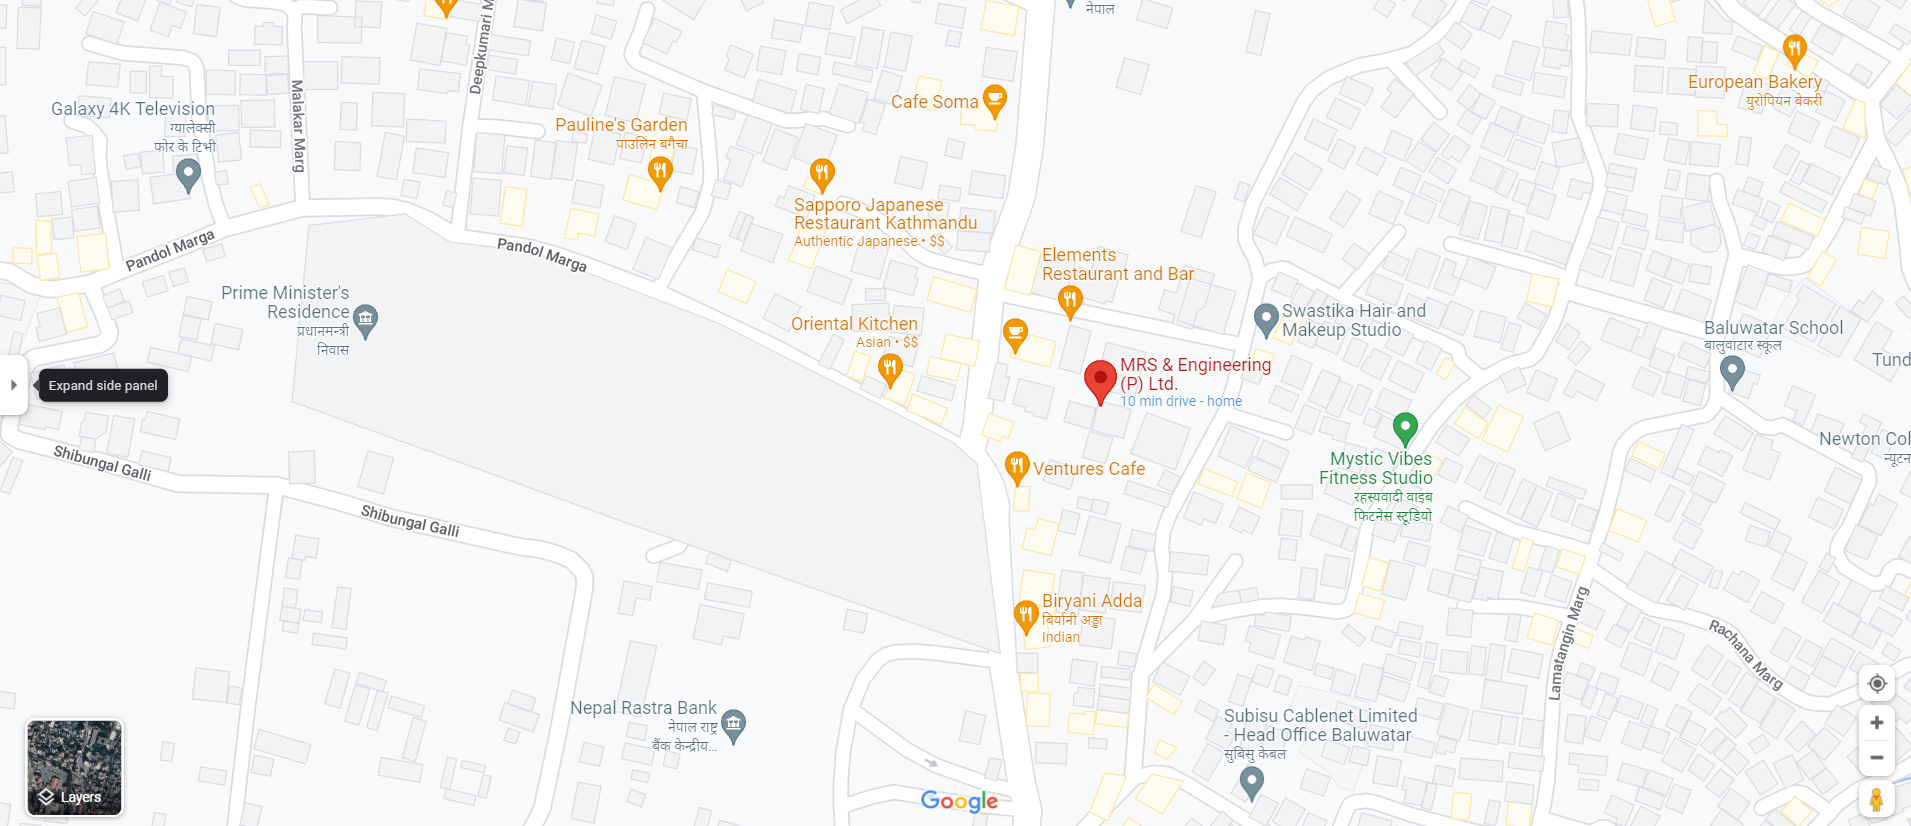 नेपाल
Deepkumari M
European Bakery
युरोपियन बेकरी
Malakar Marg
Galaxy 4K Television
ग्यालेक्सी
फोर के टिभी
Cafe Soma
Pauline's Garden
पाउलिन बगैचा
Sapporo Japanese
Restaurant Kathmandu
Authentic Japanese • $$
Pandol Marga
Pandol Marga
Elements
Restaurant and Bar
Prime Minister's
Residence
प्रधानमन्त्री
निवास
Oriental Kitchen
Asian • $$
Swastika Hair and
Makeup Studio
Baluwatar School
बालुवाटार स्कूल
Tund
MRS & Engineering
(P) Ltd.
10 min drive - home
Expand side panel
Newton Col
न्यूटन
Shibungal Galli
Ventures Cafe
Mystic Vibes
Fitness Studio
रहस्यवादी वाइब
फिटनेस स्टूडियो
Shibungal Galli
Biryani Adda
बिर्यानी अड्डा
Indian
Lamatangin Marg
Rachana Marg
Nepal Rastra Bank
नेपाल राष्ट्र
बैंक केन्द्रीय...
Subisu Cablenet Limited
- Head Office Baluwatar
सुबिसु केबल
Layers
Google